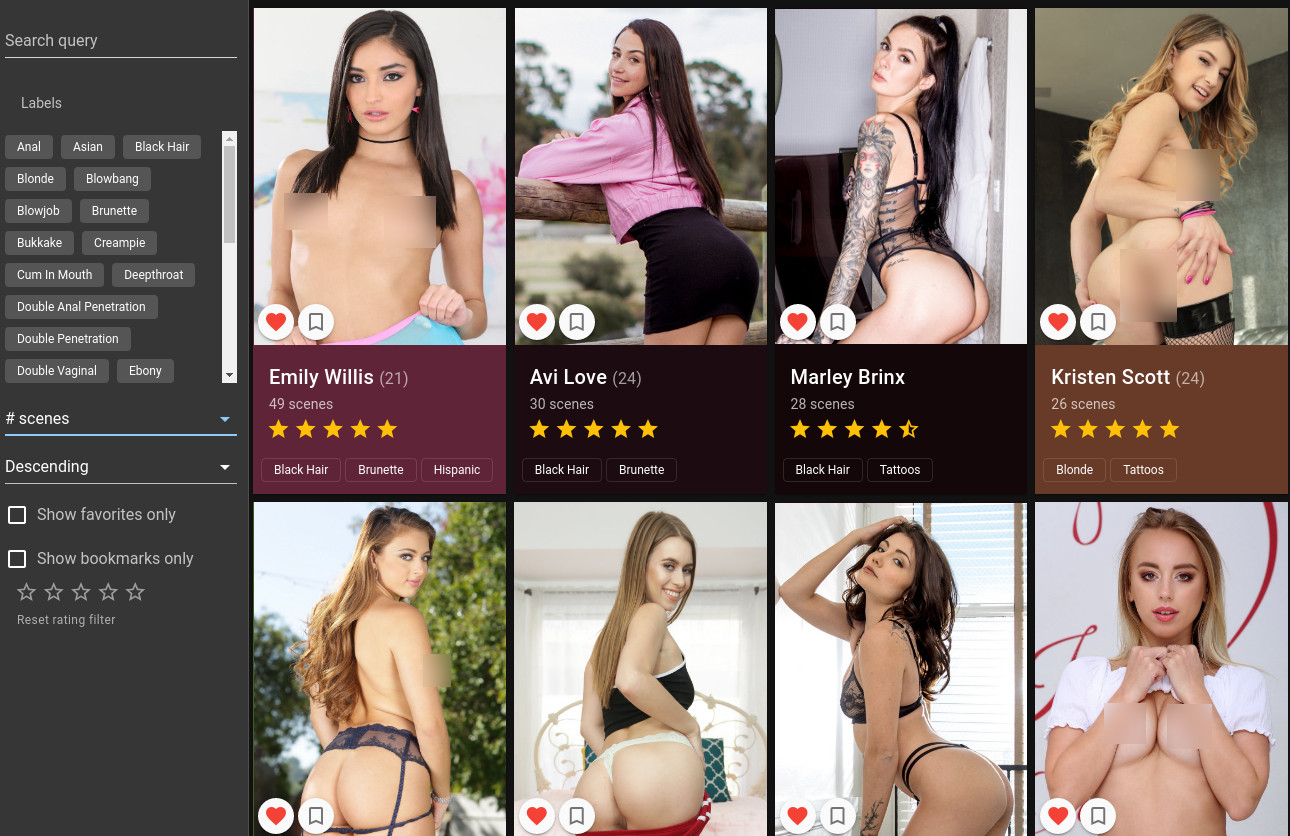 Search query
Labels
Anal Asian Black Hair
Blonde Blowbang
Blowjob Brunette
Bukkake Creampie
Cum In Mouth Deepthroat
Double Anal Penetration
Double Penetration
Double Vaginal Ebony
# scenes
Descending
Show favorites only
Show bookmarks only
Reset rating filter
Emily Willis (21)
49 scenes
Black Hair Brunette Hispanic
Avi Love (24)
30 scenes
Black Hair Brunette
Marley Brinx
28 scenes
Black Hair Tattoos
Kristen Scott (24)
26 scenes
Blonde Tattoos